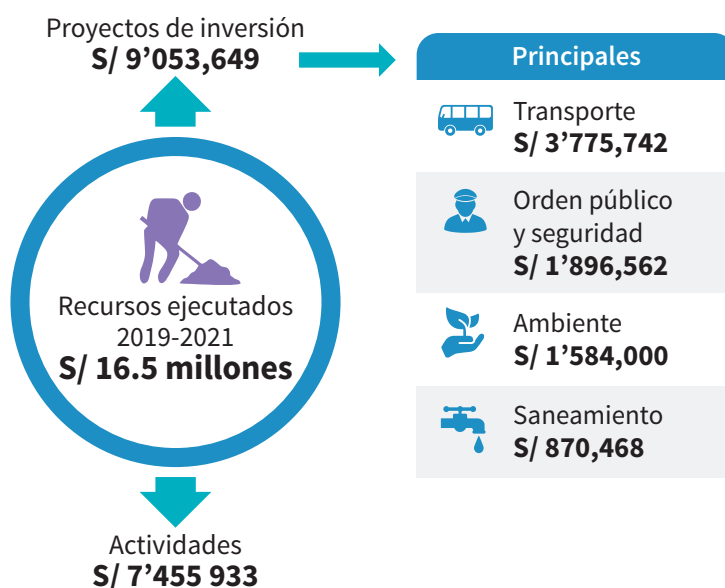 Proyectos de inversión
S/ 9’053,649
Recursos ejecutados
2019-2021
S/ 16.5 millones
Actividades
S/ 7’455 933
Principales
Transporte
S/ 3’775,742
Orden público
y seguridad
S/ 1’896,562
Ambiente
S/ 1’584,000
Saneamiento
S/ 870,468